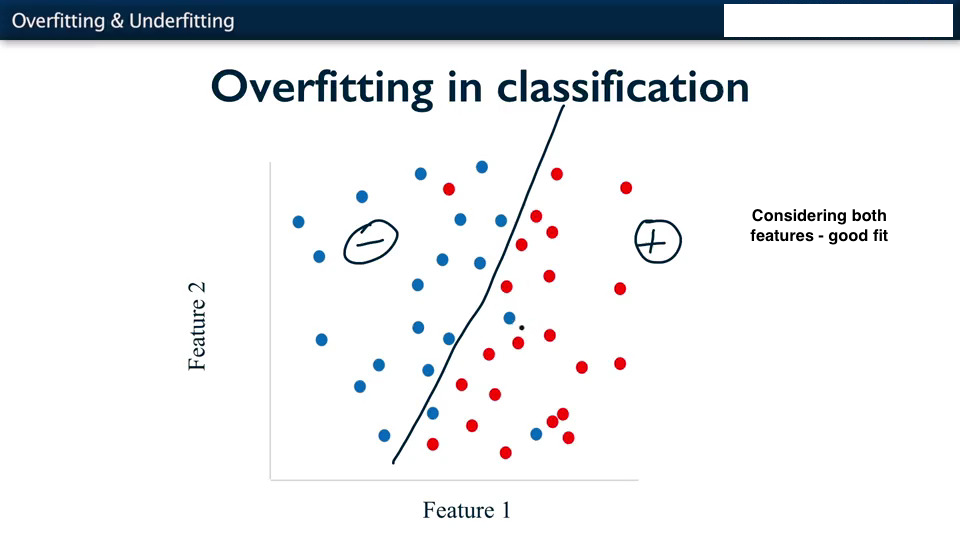 Overfitting & Underfitting
Overfitting in classification
Considering both
features - good fit
−
+
Feature 2
Feature 1